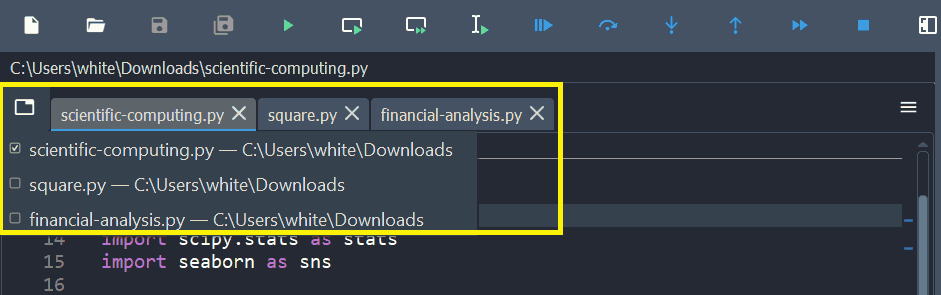 C:\Users\white\Downloads\scientific-computing.py
scientific-computing.py square.py financial-analysis.py
scientific-computing.py — C:\Users\white\Downloads
square.py — C:\Users\white\Downloads
financial-analysis.py — C:\Users\white\Downloads
14 import scipy.stats as stats
15 import seaborn as sns
16